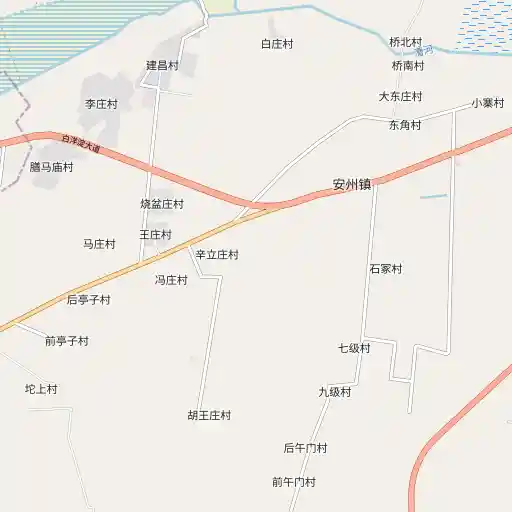 白庄村
桥北村
漕河
桥南村
建昌村
大东庄村
李庄村
小寨村
东角村
白洋淀大道
膳马庙村
安州镇
烧盆庄村
王庄村
马庄村
辛立庄村
石冢村
冯庄村
后亭子村
前亭子村
七级村
坨上村
九级村
胡王庄村
后午门村
前午门村